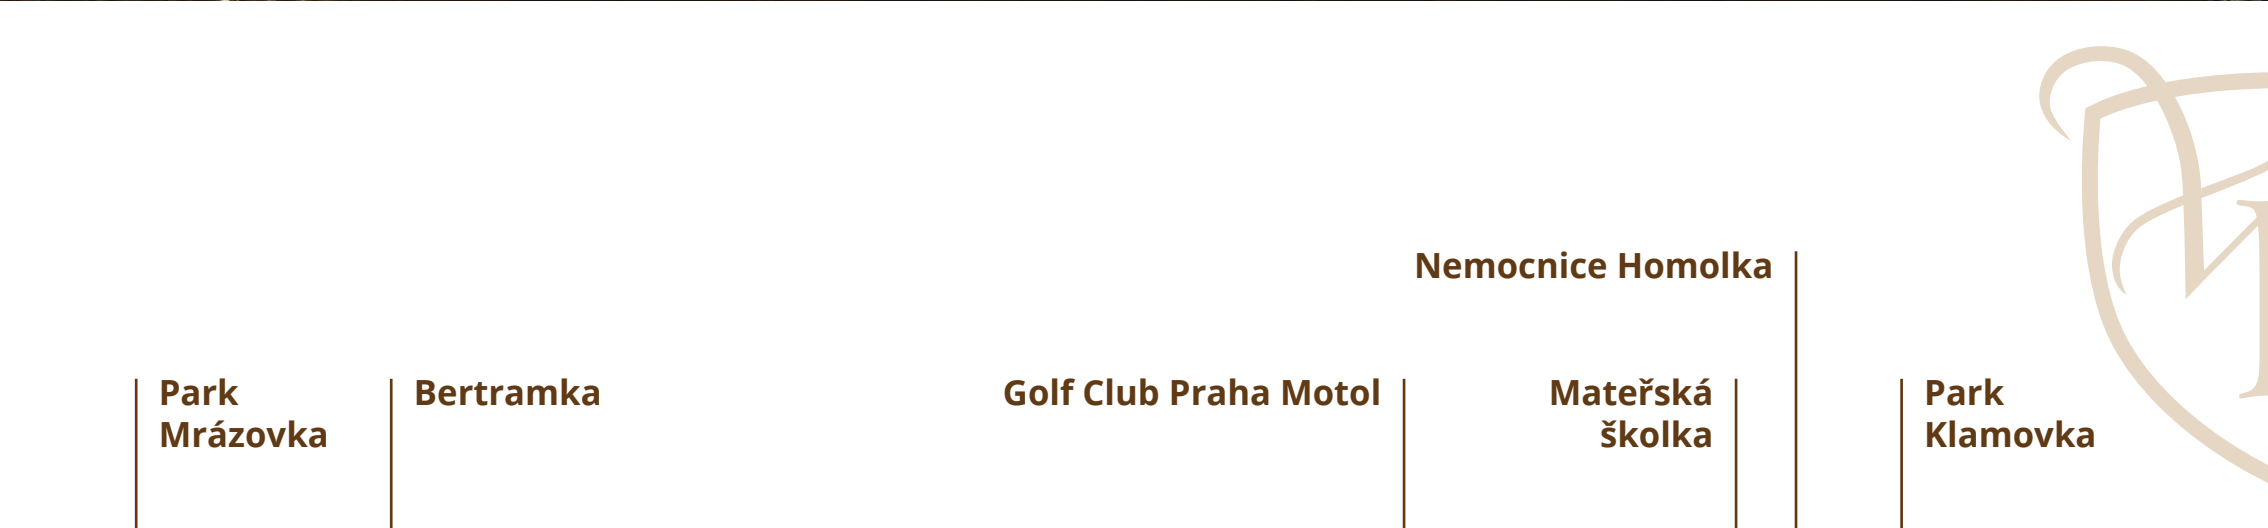 Nemocnice Homolka
Park
Mrázovka
Bertramka
Golf Club Praha Motol
Mateřská
školka
Park
Klamovka